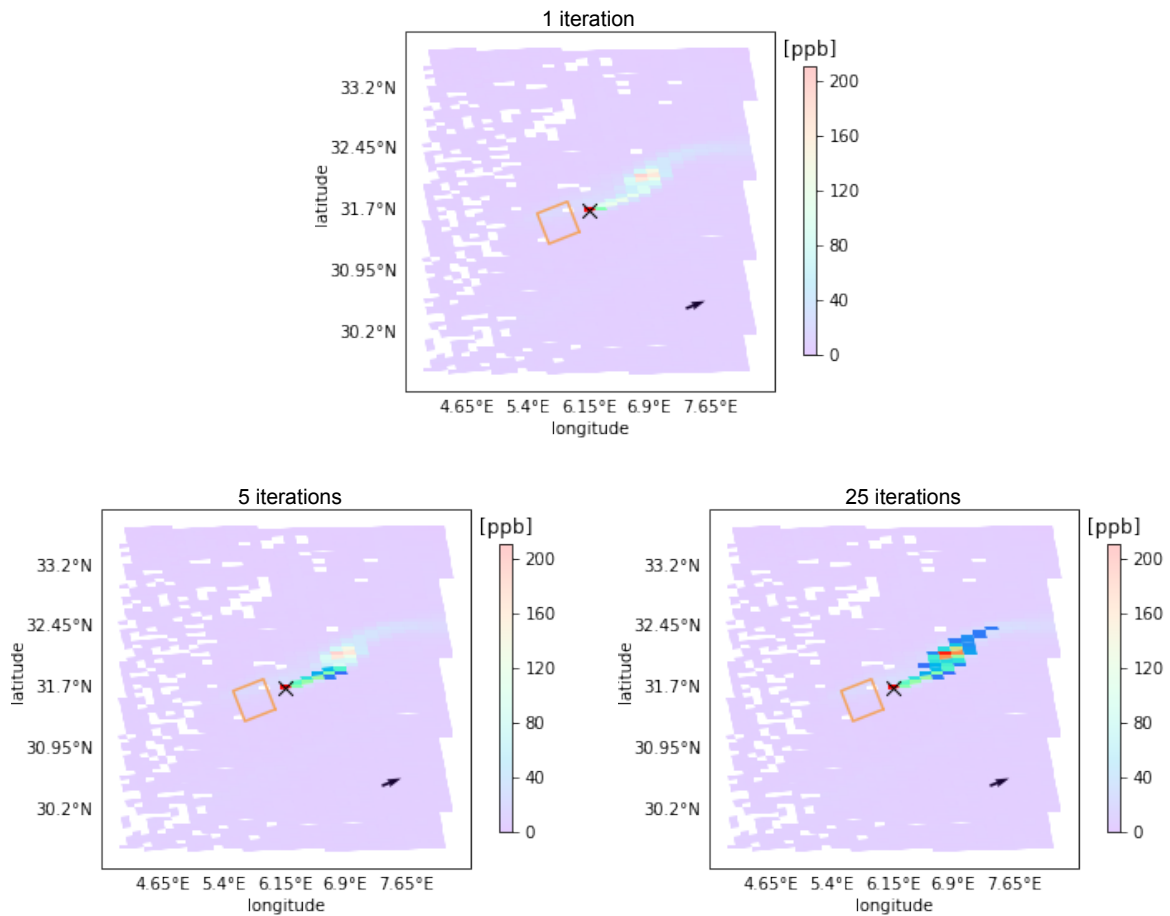 1 iteration
[ppb]
200
160
120
80
40
0
33.2°N
32.45°N
31.7°N
30.95°N
30.2°N
latitude
4.65°E 5.4°E 6.15°E 6.9°E 7.65°E
longitude
5 iterations
[ppb]
200
160
120
80
40
0
33.2°N
32.45°N
31.7°N
30.95°N
30.2°N
latitude
4.65°E 5.4°E 6.15°E 6.9°E 7.65°E
longitude
25 iterations
[ppb]
200
160
120
80
40
0
33.2°N
32.45°N
31.7°N
30.95°N
30.2°N
latitude
4.65°E 5.4°E 6.15°E 6.9°E 7.65°E
longitude